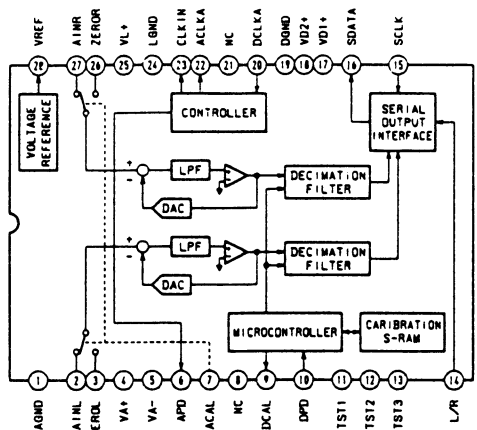 VREF AINR ZEROR VL+ LGND CLKIN ACLKA NC DCLKA DGND VD2+ VD1+ SDATA SCLK
28 27 26 25 24 23 22 21 20 19 18 17 16 15
VOLTAGE
REFERENCE
CONTROLLER
SERIAL
OUTPUT
INTERFACE
+
-
LPF
+
-
DAC
DECIMATION
FILTER
+
-
LPF
+
-
DAC
DECIMATION
FILTER
MICROCONTROLLER
CARIBRATION
S-RAM
1 2 3 4 5 6 7 8 9 10 11 12 13 14
AGND AINL EROL VA+ VA- APD ACAL NC DCAL DPD TST1 TST2 TST3 L/R